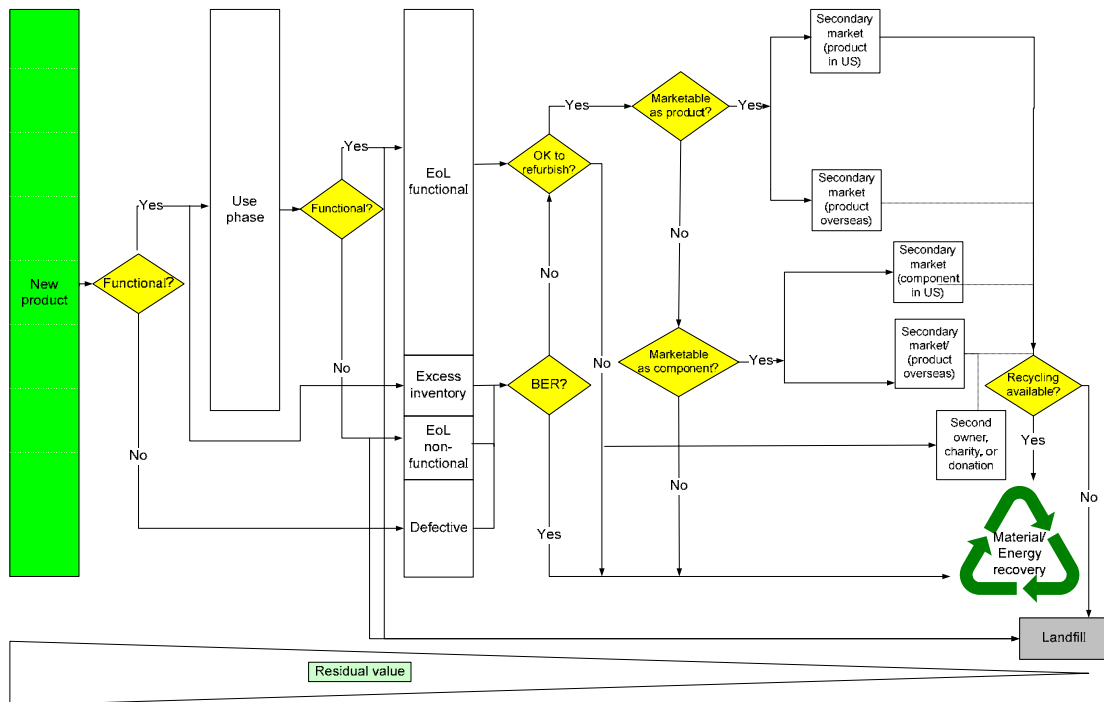 New
product
Functional?
Yes
No
Use
phase
Functional?
Yes
No
EoL
functional
Excess
inventory
EoL
non-
functional
Defective
OK to
refurbish?
Yes
No
BER?
No
Yes
Marketable
as product?
Yes
No
Marketable
as component?
Yes
No
Secondary
market
(product
in US)
Secondary
market
(product
overseas)
Secondary
market
(component
in US)
Secondary
market/
(product
overseas)
Second
owner,
charity, or
donation
Recycling
available?
Yes
No
Material/
Energy
recovery
Landfill
Residual value